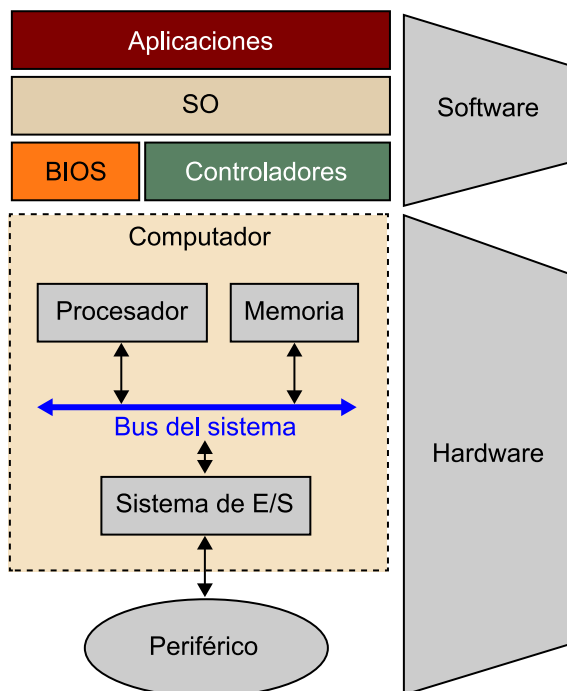 Aplicaciones
SO
Software
BIOS
Controladores
Computador
Procesador
Memoria
Bus del sistema
Hardware
Sistema de E/S
Periférico